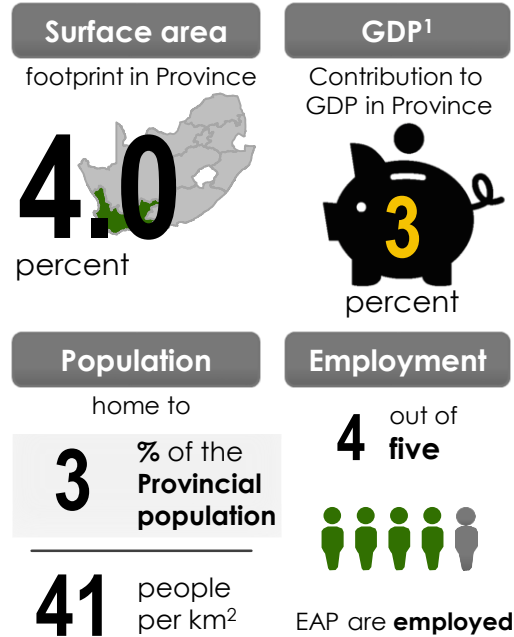 Surface area
footprint in Province
4.0
percent
GDP¹
Contribution to
GDP in Province
3
percent
Population
home to
3
% of the
Provincial
population
41
people
per km²
Employment
4
out of
five
EAP are employed